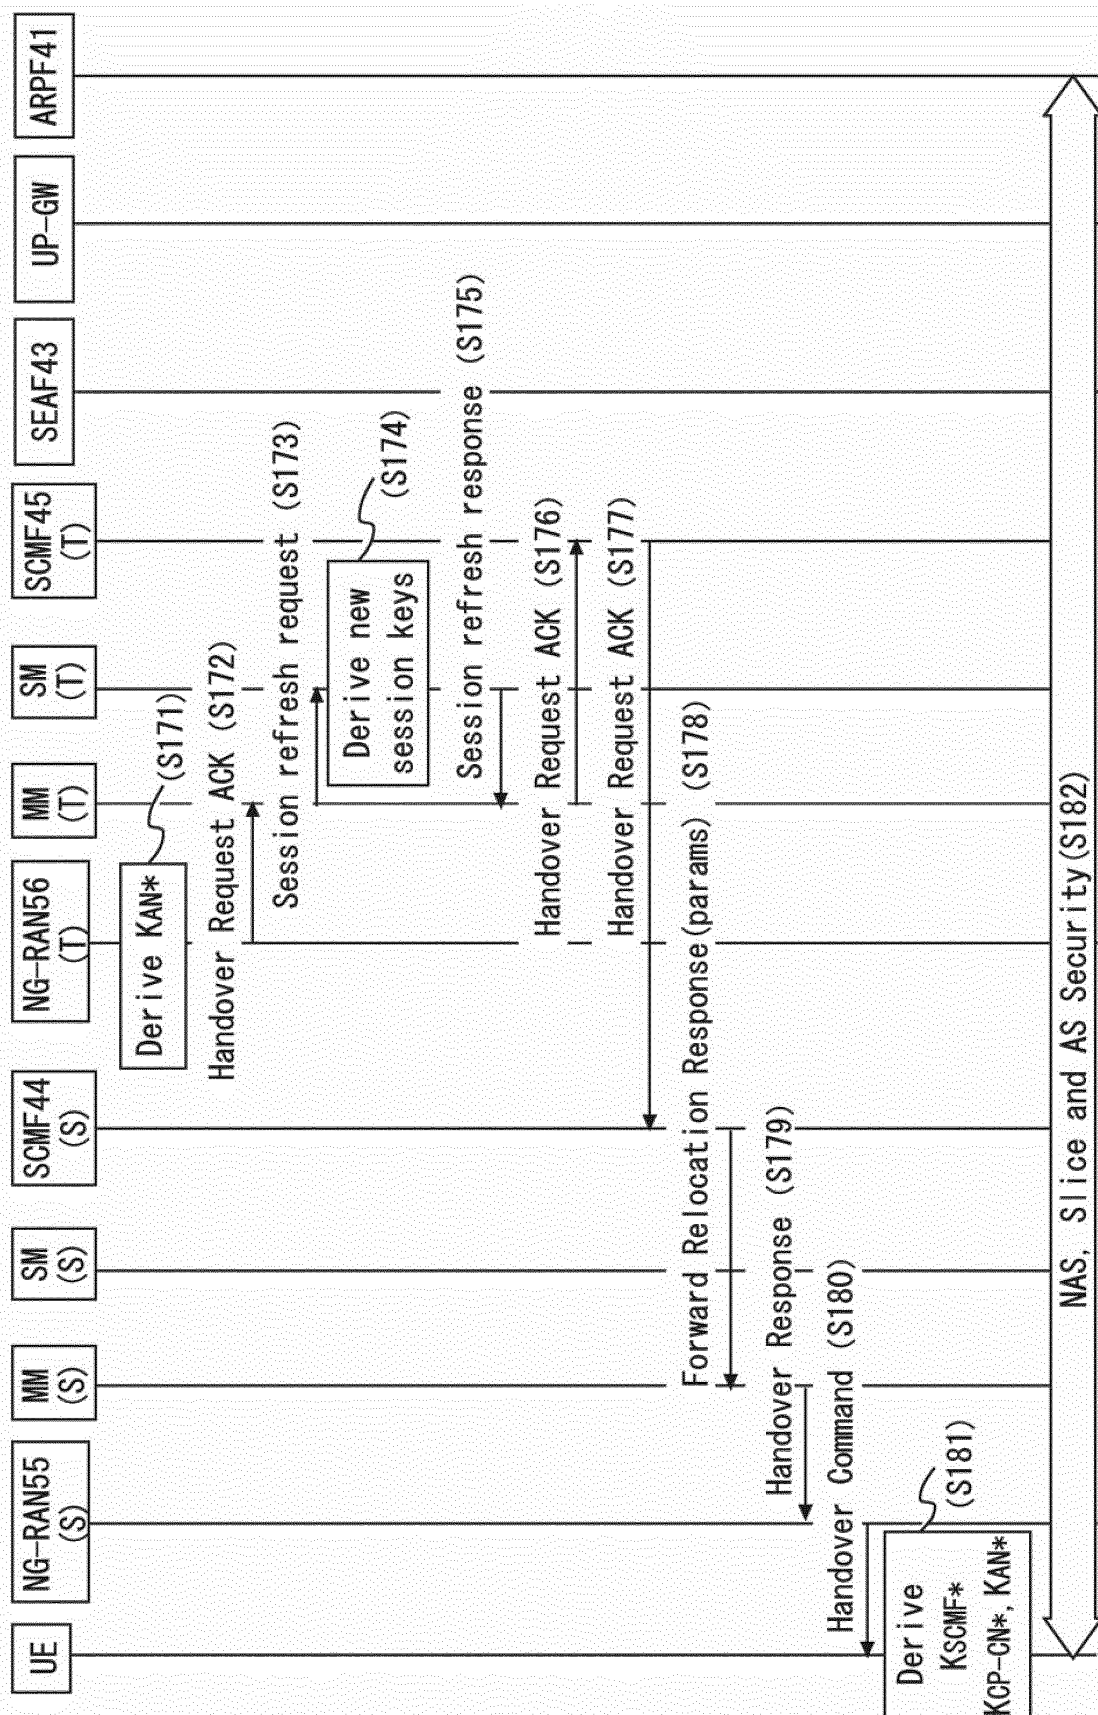 UE
NG-RAN55
(S)
MM
(S)
SM
(S)
SCMF44
(S)
NG-RAN56
(T)
MM
(T)
SM
(T)
SCMF45
(T)
SEAF43
UP-GW
ARPF41
Derive KAN*
(S171)
Handover Request ACK (S172)
Session refresh request (S173)
Derive new
session keys
(S174)
Session refresh response (S175)
Handover Request ACK (S176)
Handover Request ACK (S177)
Forward Relocation Response(params) (S178)
Handover Response (S179)
Handover Command (S180)
Derive
KSCMF*
KCP-CN*, KAN*
(S181)
NAS, Slice and AS Security(S182)